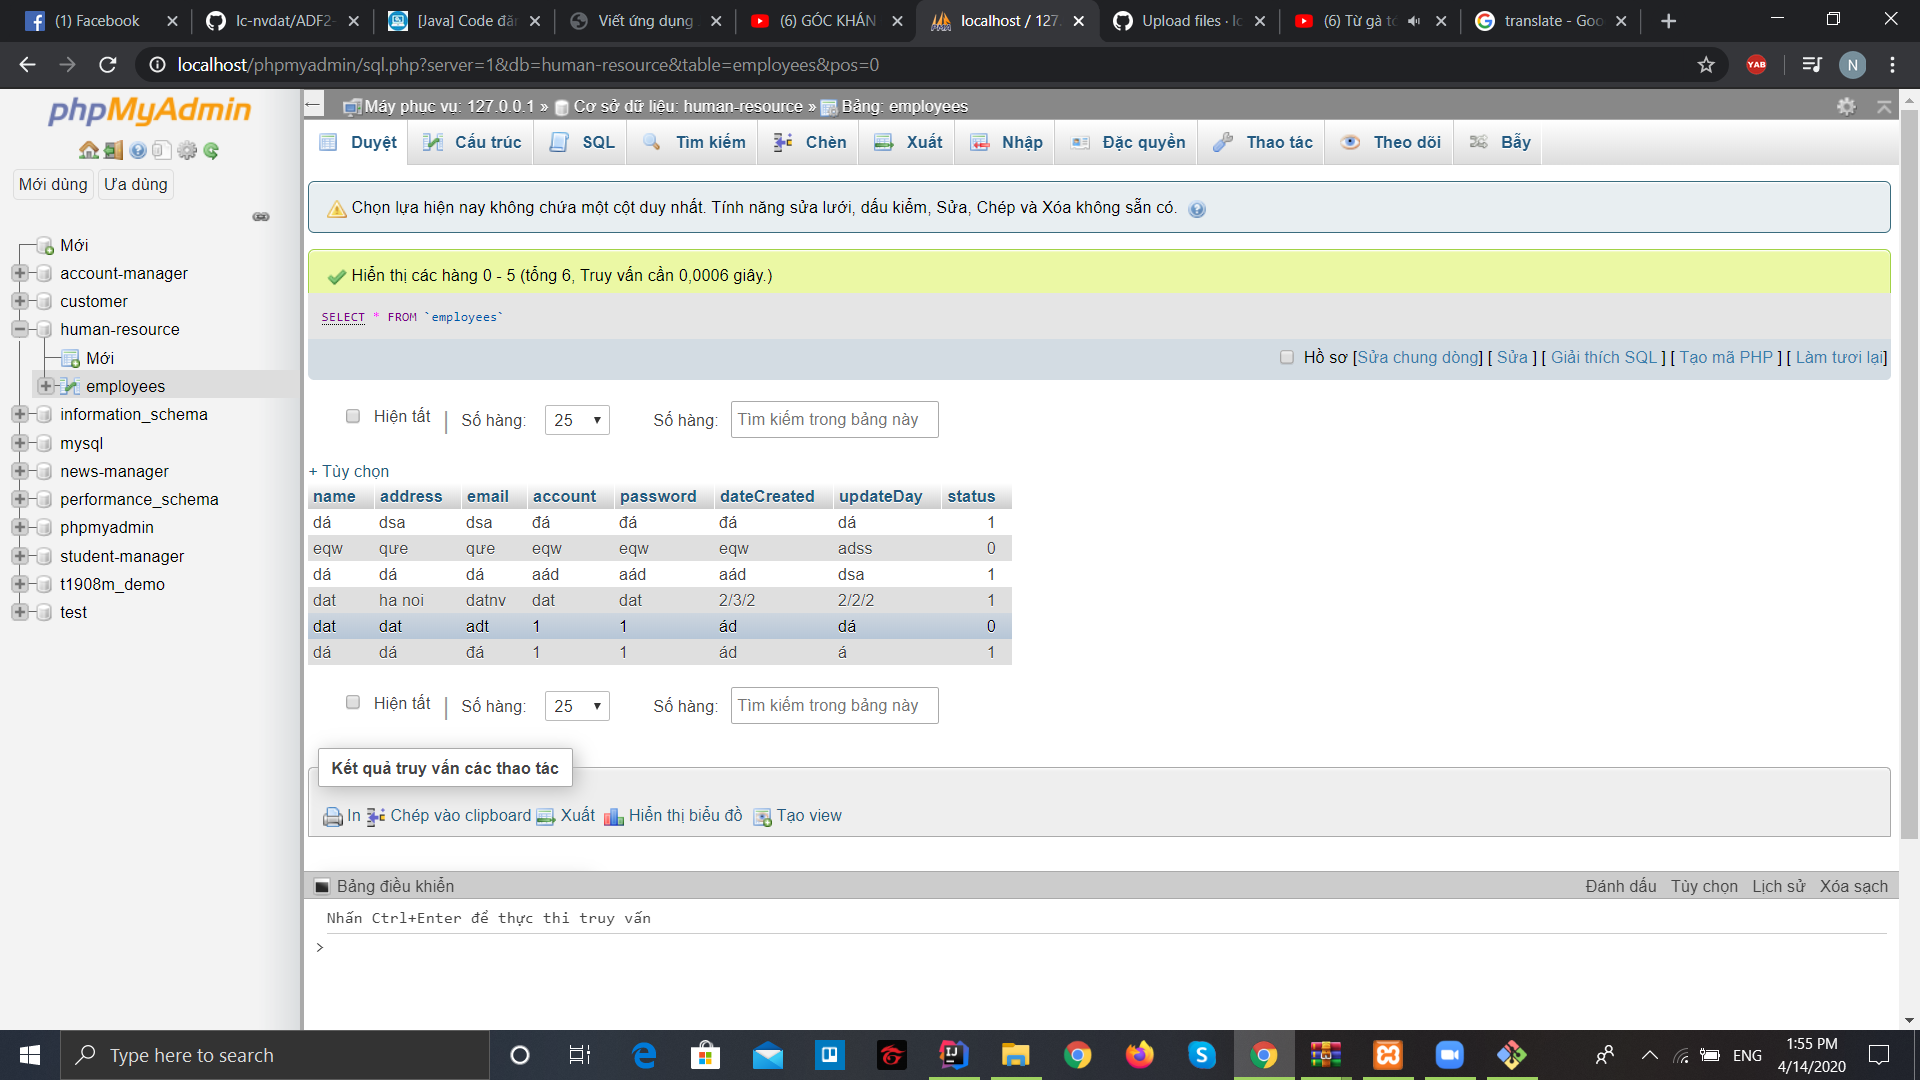 (1) Facebook
lc-nvdat/ADF2-
[Java] Code đăn
Viết ứng dụng
(6) GÓC KHÁN
localhost / 127.
Upload files · lc
(6) Từ gà tó
translate - Goo
localhost/phpmyadmin/sql.php?server=1&db=human-resource&table=employees&pos=0
YAB
N
phpMyAdmin
Mới dùng
Ưa dùng
Mới
account-manager
customer
human-resource
Mới
employees
information_schema
mysql
news-manager
performance_schema
phpmyadmin
student-manager
t1908m_demo
test
Máy phục vụ: 127.0.0.1 » Cơ sở dữ liệu: human-resource » Bảng: employees
Duyệt Cấu trúc SQL Tìm kiếm Chèn Xuất Nhập Đặc quyền Thao tác Theo dõi Bẫy
Chọn lựa hiện nay không chứa một cột duy nhất. Tính năng sửa lưới, dấu kiểm, Sửa, Chép và Xóa không sẵn có.
Hiển thị các hàng 0 - 5 (tổng 6, Truy vấn cần 0,0006 giây.)
SELECT * FROM `employees`
Hồ sơ [Sửa chung dòng] [ Sửa ] [ Giải thích SQL ] [ Tạo mã PHP ] [ Làm tươi lại]
Hiện tất | Số hàng: 25 Số hàng: Tìm kiếm trong bảng này
+ Tùy chọn
name address email account password dateCreated updateDay status
dá dsa dsa đá đá đá dá 1
eqw qưe qưe eqw eqw eqw adss 0
dá dá dá aád aád aád dsa 1
dat ha noi datnv dat dat 2/3/2 2/2/2 1
dat dat adt 1 1 ád dá 0
dá dá đá 1 1 ád á 1
Hiện tất | Số hàng: 25 Số hàng: Tìm kiếm trong bảng này
Kết quả truy vấn các thao tác
In Chép vào clipboard Xuất Hiển thị biểu đồ Tạo view
Bảng điều khiển
Đánh dấu Tùy chọn Lịch sử Xóa sạch
Nhấn Ctrl+Enter để thực thi truy vấn
>
Type here to search
ENG
1:55 PM
4/14/2020